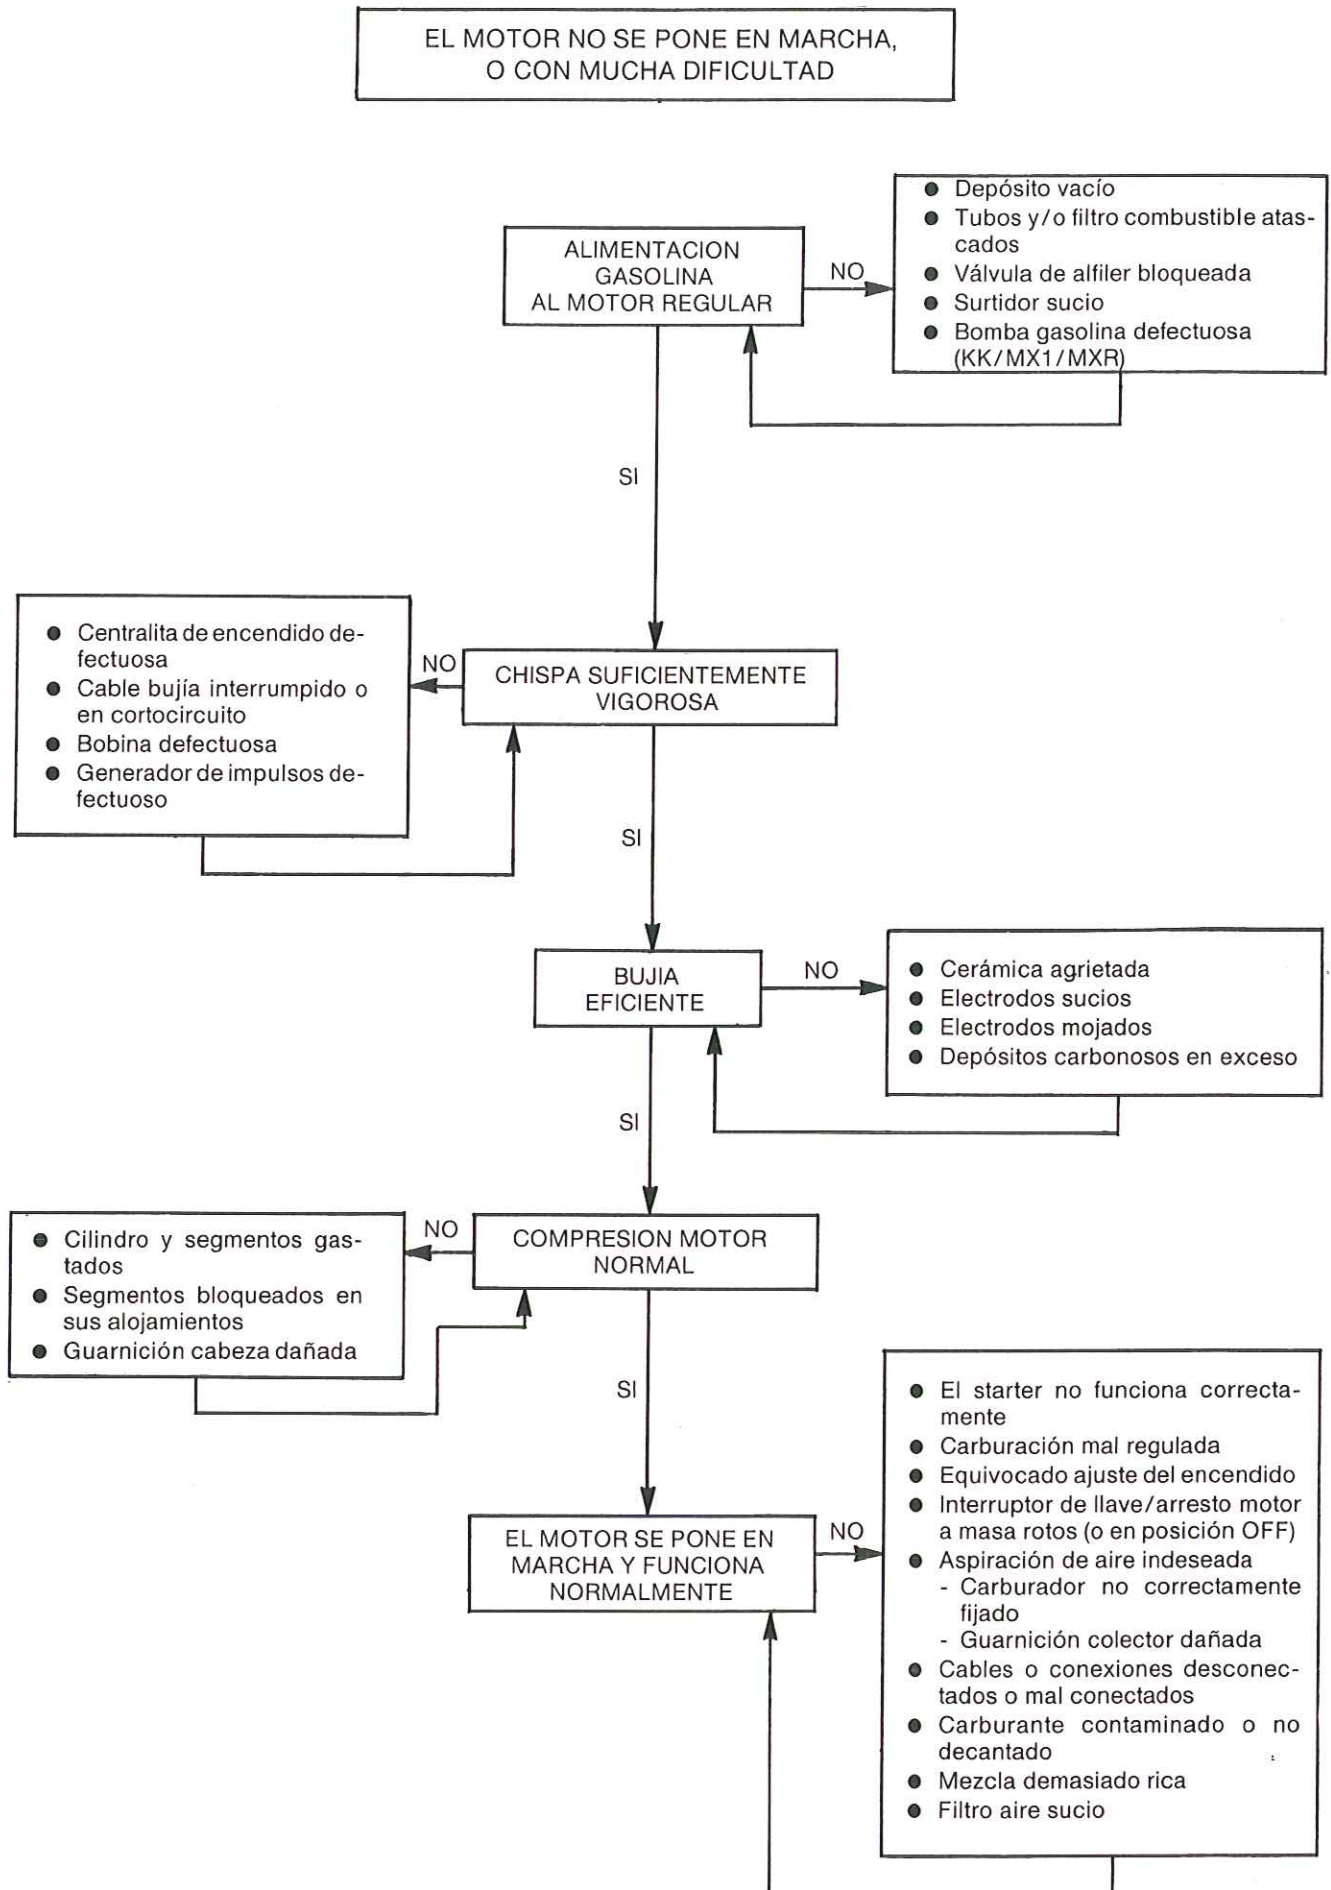 EL MOTOR NO SE PONE EN MARCHA,
O CON MUCHA DIFICULTAD
ALIMENTACION
GASOLINA
AL MOTOR REGULAR
NO
● Depósito vacío
● Tubos y/o filtro combustible atas-
cados
● Válvula de alfiler bloqueada
● Surtidor sucio
● Bomba gasolina defectuosa
(KK/MX1/MXR)
SI
● Centralita de encendido de-
fectuosa
● Cable bujía interrumpido o
en cortocircuito
● Bobina defectuosa
● Generador de impulsos de-
fectuoso
NO
CHISPA SUFICIENTEMENTE
VIGOROSA
SI
BUJIA
EFICIENTE
NO
● Cerámica agrietada
● Electrodos sucios
● Electrodos mojados
● Depósitos carbonosos en exceso
SI
● Cilindro y segmentos gas-
tados
● Segmentos bloqueados en
sus alojamientos
● Guarnición cabeza dañada
NO
COMPRESION MOTOR
NORMAL
SI
EL MOTOR SE PONE EN
MARCHA Y FUNCIONA
NORMALMENTE
NO
● El starter no funciona correcta-
mente
● Carburación mal regulada
● Equivocado ajuste del encendido
● Interruptor de llave/arresto motor
a masa rotos (o en posición OFF)
● Aspiración de aire indeseada
- Carburador no correctamente
fijado
- Guarnición colector dañada
● Cables o conexiones desconec-
tados o mal conectados
● Carburante contaminado o no
decantado
● Mezcla demasiado rica
● Filtro aire sucio